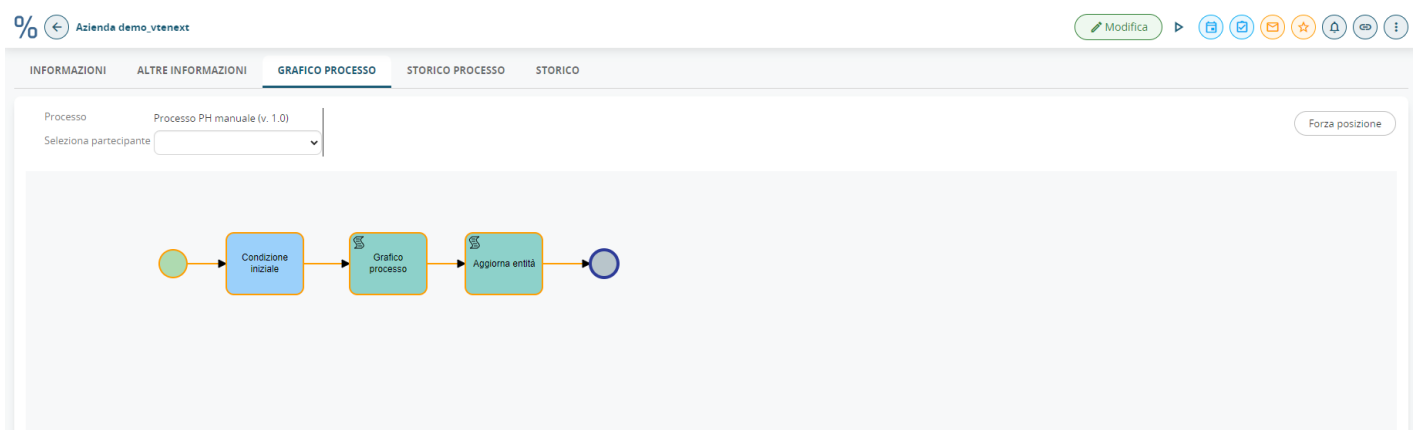 Azienda demo_vtenext
Modifica
INFORMAZIONI ALTRE INFORMAZIONI GRAFICO PROCESSO STORICO PROCESSO STORICO
Processo Processo PH manuale (v. 1.0)
Forza posizione
Seleziona partecipante
Condizione
iniziale
Grafico
processo
Aggiorna entità